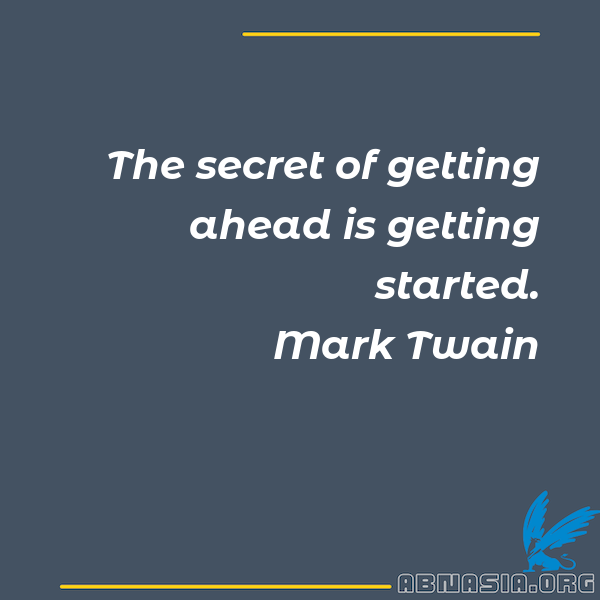 The secret of getting
ahead is getting
started.
Mark Twain
ABNASIA.ORG